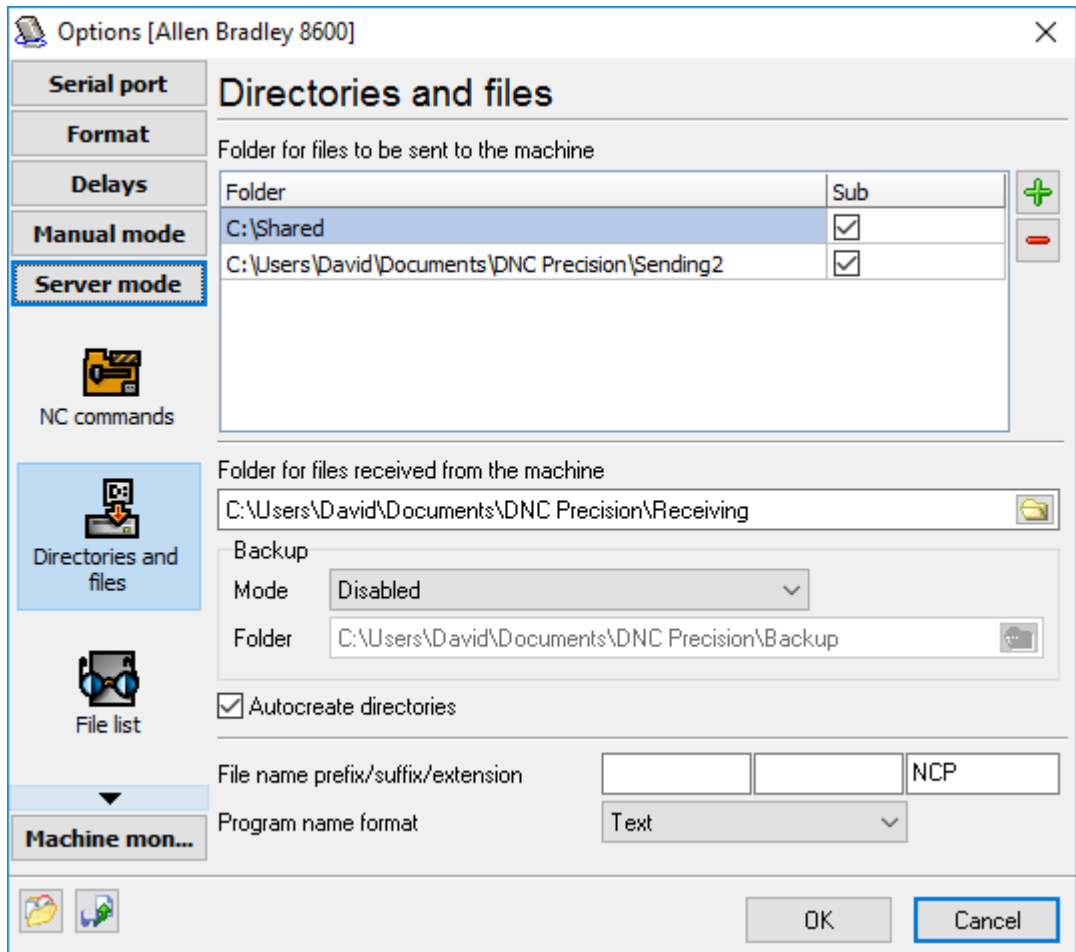 Options [Allen Bradley 8600]
Serial port
Format
Delays
Manual mode
Server mode
NC commands
Directories and
files
File list
Machine mon...
Directories and files
Folder for files to be sent to the machine
Folder Sub
C:\Shared
C:\Users\David\Documents\DNC Precision\Sending2
Folder for files received from the machine
C:\Users\David\Documents\DNC Precision\Receiving
Backup
Mode Disabled
Folder C:\Users\David\Documents\DNC Precision\Backup
Autocreate directories
File name prefix/suffix/extension NCP
Program name format Text
OK Cancel